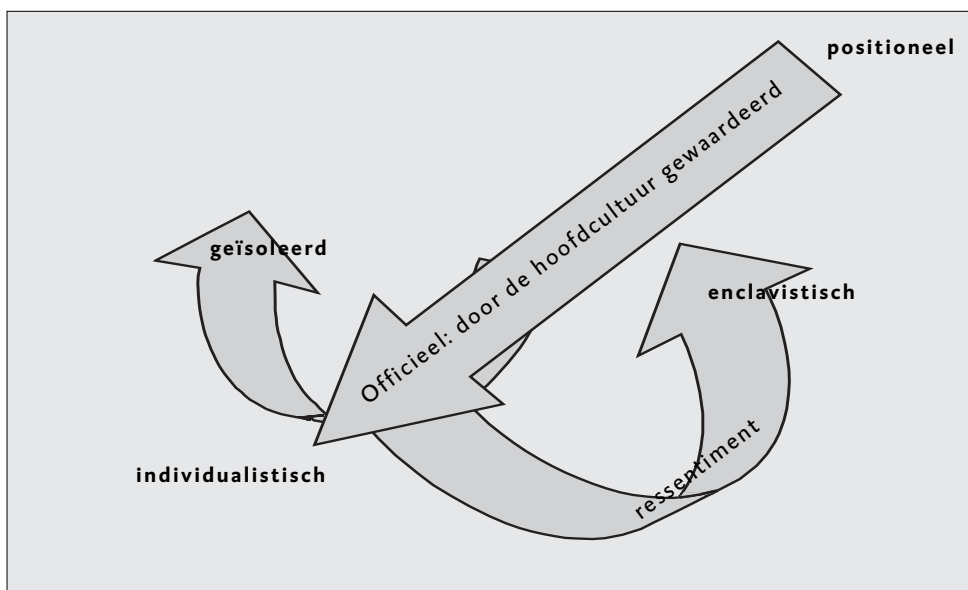 positioneel
Officieel: door de hoofdcultuur gewaardeerd
geïsoleerd
enclavistisch
ressentiment
individualistisch